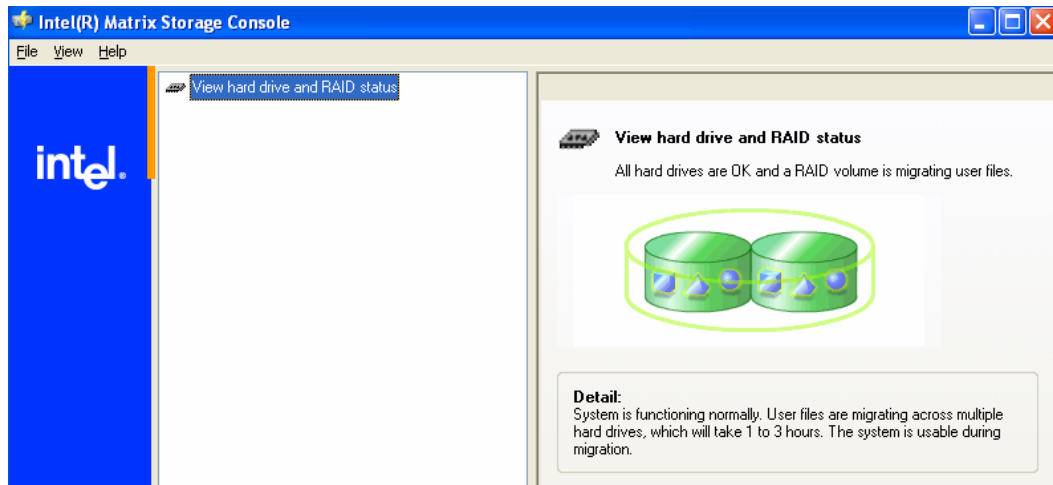 Intel(R) Matrix Storage Console
File View Help
intel.
View hard drive and RAID status
View hard drive and RAID status
All hard drives are OK and a RAID volume is migrating user files.
Detail:
System is functioning normally. User files are migrating across multiple
hard drives, which will take 1 to 3 hours. The system is usable during
migration.